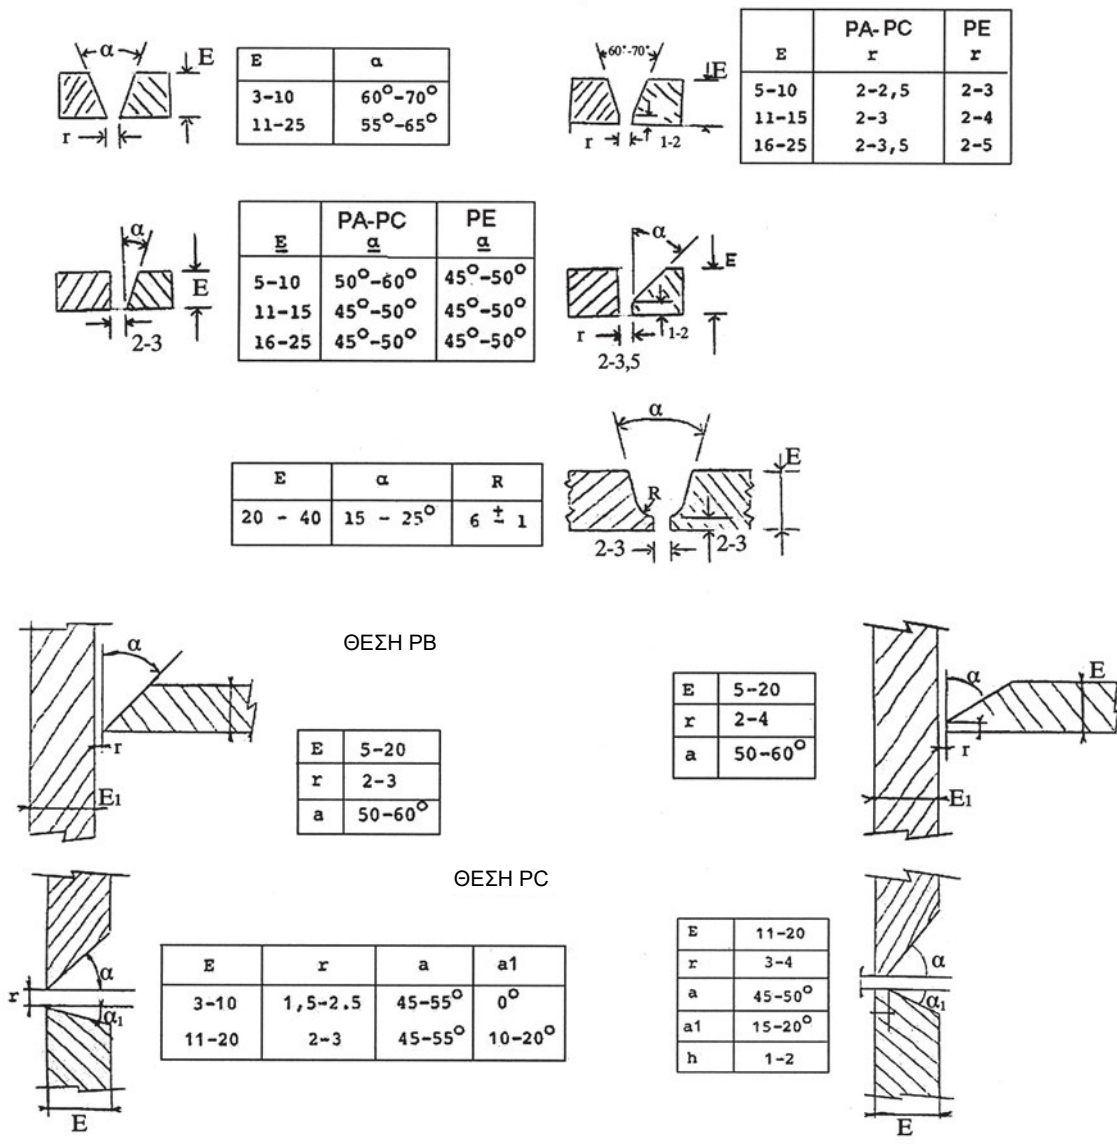 α E
r
E α
3-10 60°-70°
11-25 55°-65°
60°-70°
E
r 1-2
PA-PC PE
E r r
5-10 2-2,5 2-3
11-15 2-3 2-4
16-25 2-3,5 2-5
α
E
2-3
PA-PC PE
E α α
5-10 50°-60° 45°-50°
11-15 45°-50° 45°-50°
16-25 45°-50° 45°-50°
α
E
r 1-2
2-3,5
E α R
20 - 40 15 - 25° 6 ± 1
α
E
R
2-3 2-3
ΘΕΣΗ PB
α
r
E1
E 5-20
r 2-3
a 50-60°
E 5-20
r 2-4
a 50-60°
α E
r
E1
ΘΕΣΗ PC
α
r
α1
E
E r a a1
3-10 1,5-2.5 45-55° 0°
11-20 2-3 45-55° 10-20°
E 11-20
r 3-4
a 45-50°
a1 15-20°
h 1-2
α
α1
E